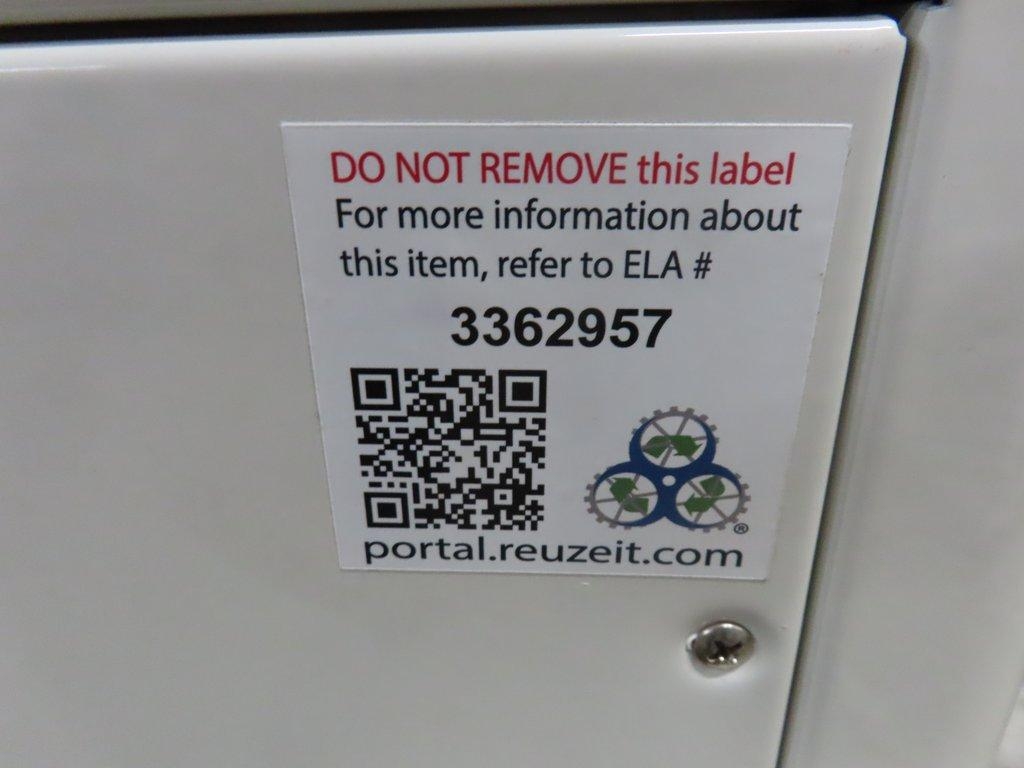 DO NOT REMOVE this label
For more information about
this item, refer to ELA #
3362957
®
portal.reuzeit.com